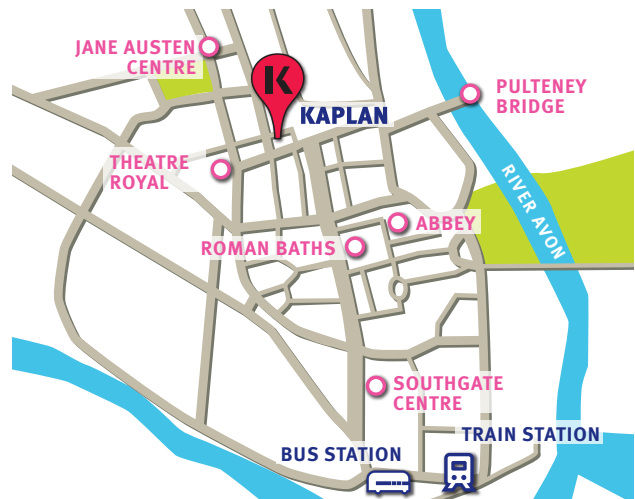 JANE AUSTEN
CENTRE
K
KAPLAN
PULTENEY
BRIDGE
THEATRE
ROYAL
RIVER AVON
ABBEY
ROMAN BATHS
SOUTHGATE
CENTRE
BUS STATION
TRAIN STATION